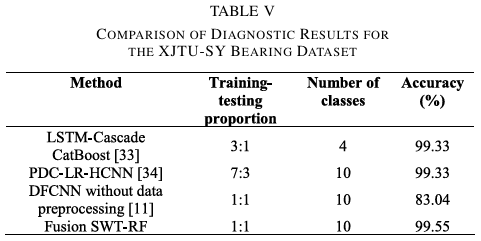 TABLE V
COMPARISON OF DIAGNOSTIC RESULTS FOR
THE XJTU-SY BEARING DATASET
Method Training-testing proportion Number of classes Accuracy (%)
LSTM-Cascade CatBoost [33] 3:1 4 99.33
PDC-LR-HCNN [34] 7:3 10 99.33
DFCNN without data preprocessing [11] 1:1 10 83.04
Fusion SWT-RF 1:1 10 99.55